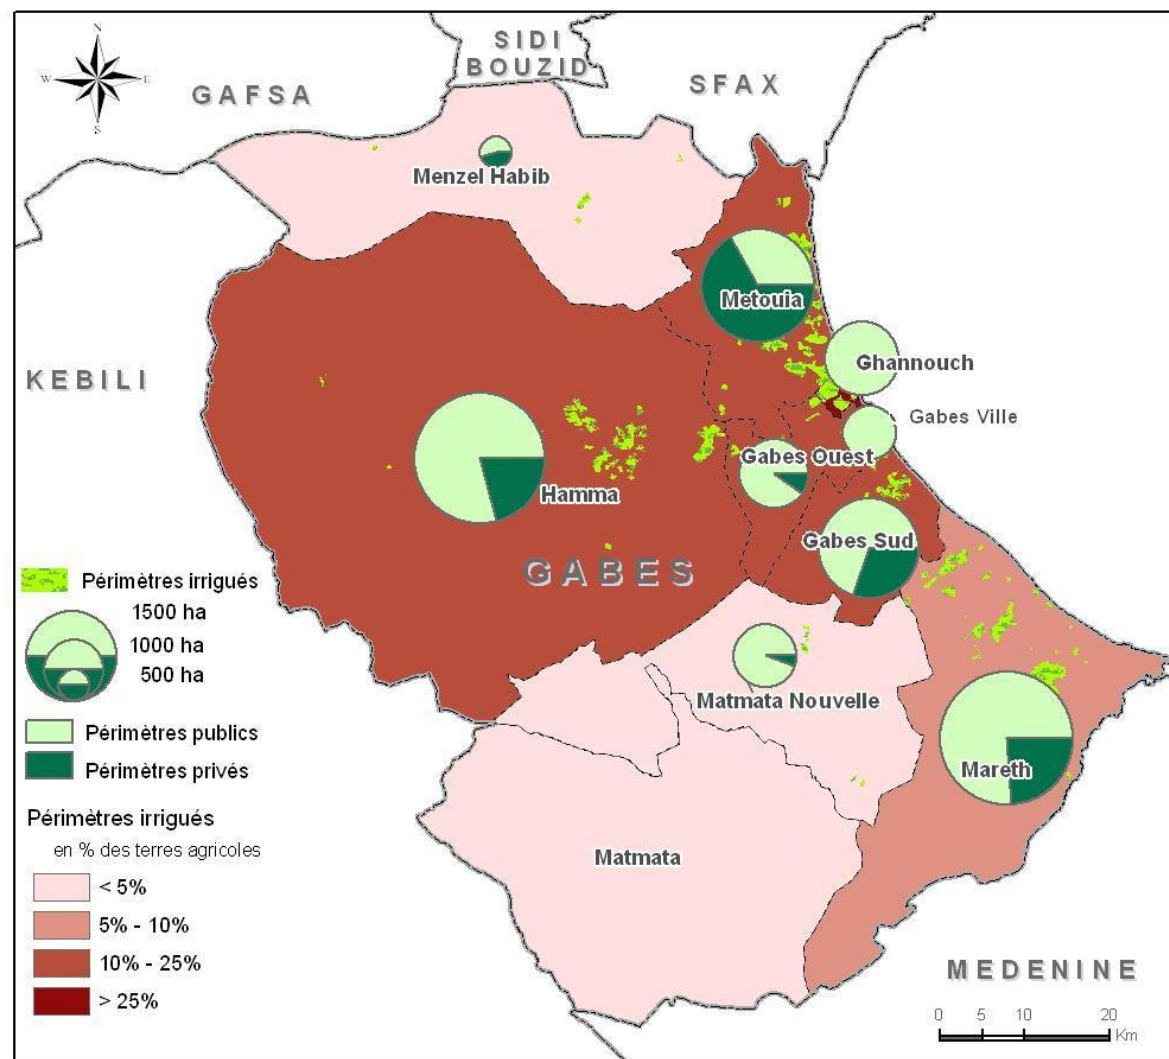 N
W
E
S
SIDI
BOUZID
GAFSA
SFAX
Menzel Habib
Metouia
Ghannouch
KEBILI
Gabes Ville
Gabes Ouest
Hamma
Gabes Sud
GABES
Matmata Nouvelle
Mareth
Matmata
MEDENINE
Périmètres irrigués
1500 ha
1000 ha
500 ha
Périmètres publics
Périmètres privés
Périmètres irrigués
en % des terres agricoles
< 5%
5% - 10%
10% - 25%
> 25%
0 5 10 20
Km